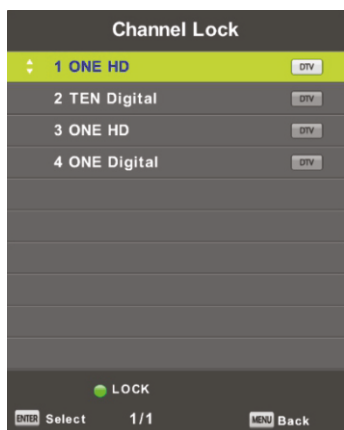 Channel Lock
1 ONE HD DTV
2 TEN Digital DTV
3 ONE HD DTV
4 ONE Digital DTV
LOCK
ENTER Select 1/1 MENU Back